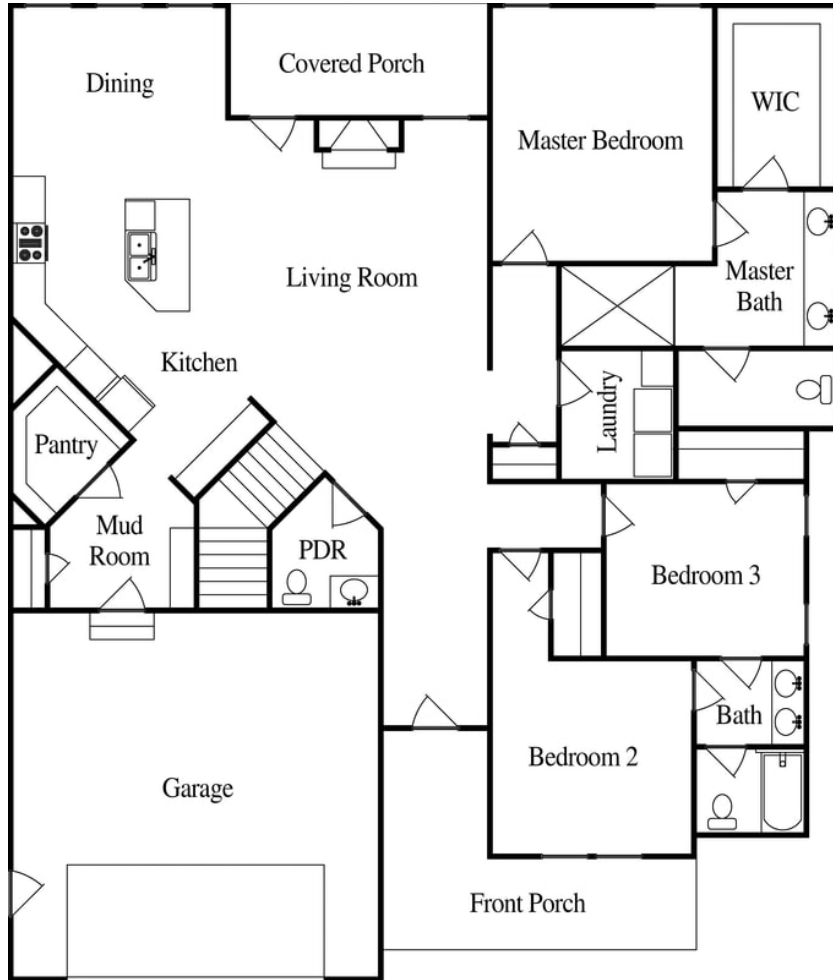 Dining
Covered Porch
WIC
Master Bedroom
Living Room
Master
Bath
Kitchen
Laundry
Pantry
Mud
Room
PDR
Bedroom 3
Bath
Bedroom 2
Garage
Front Porch